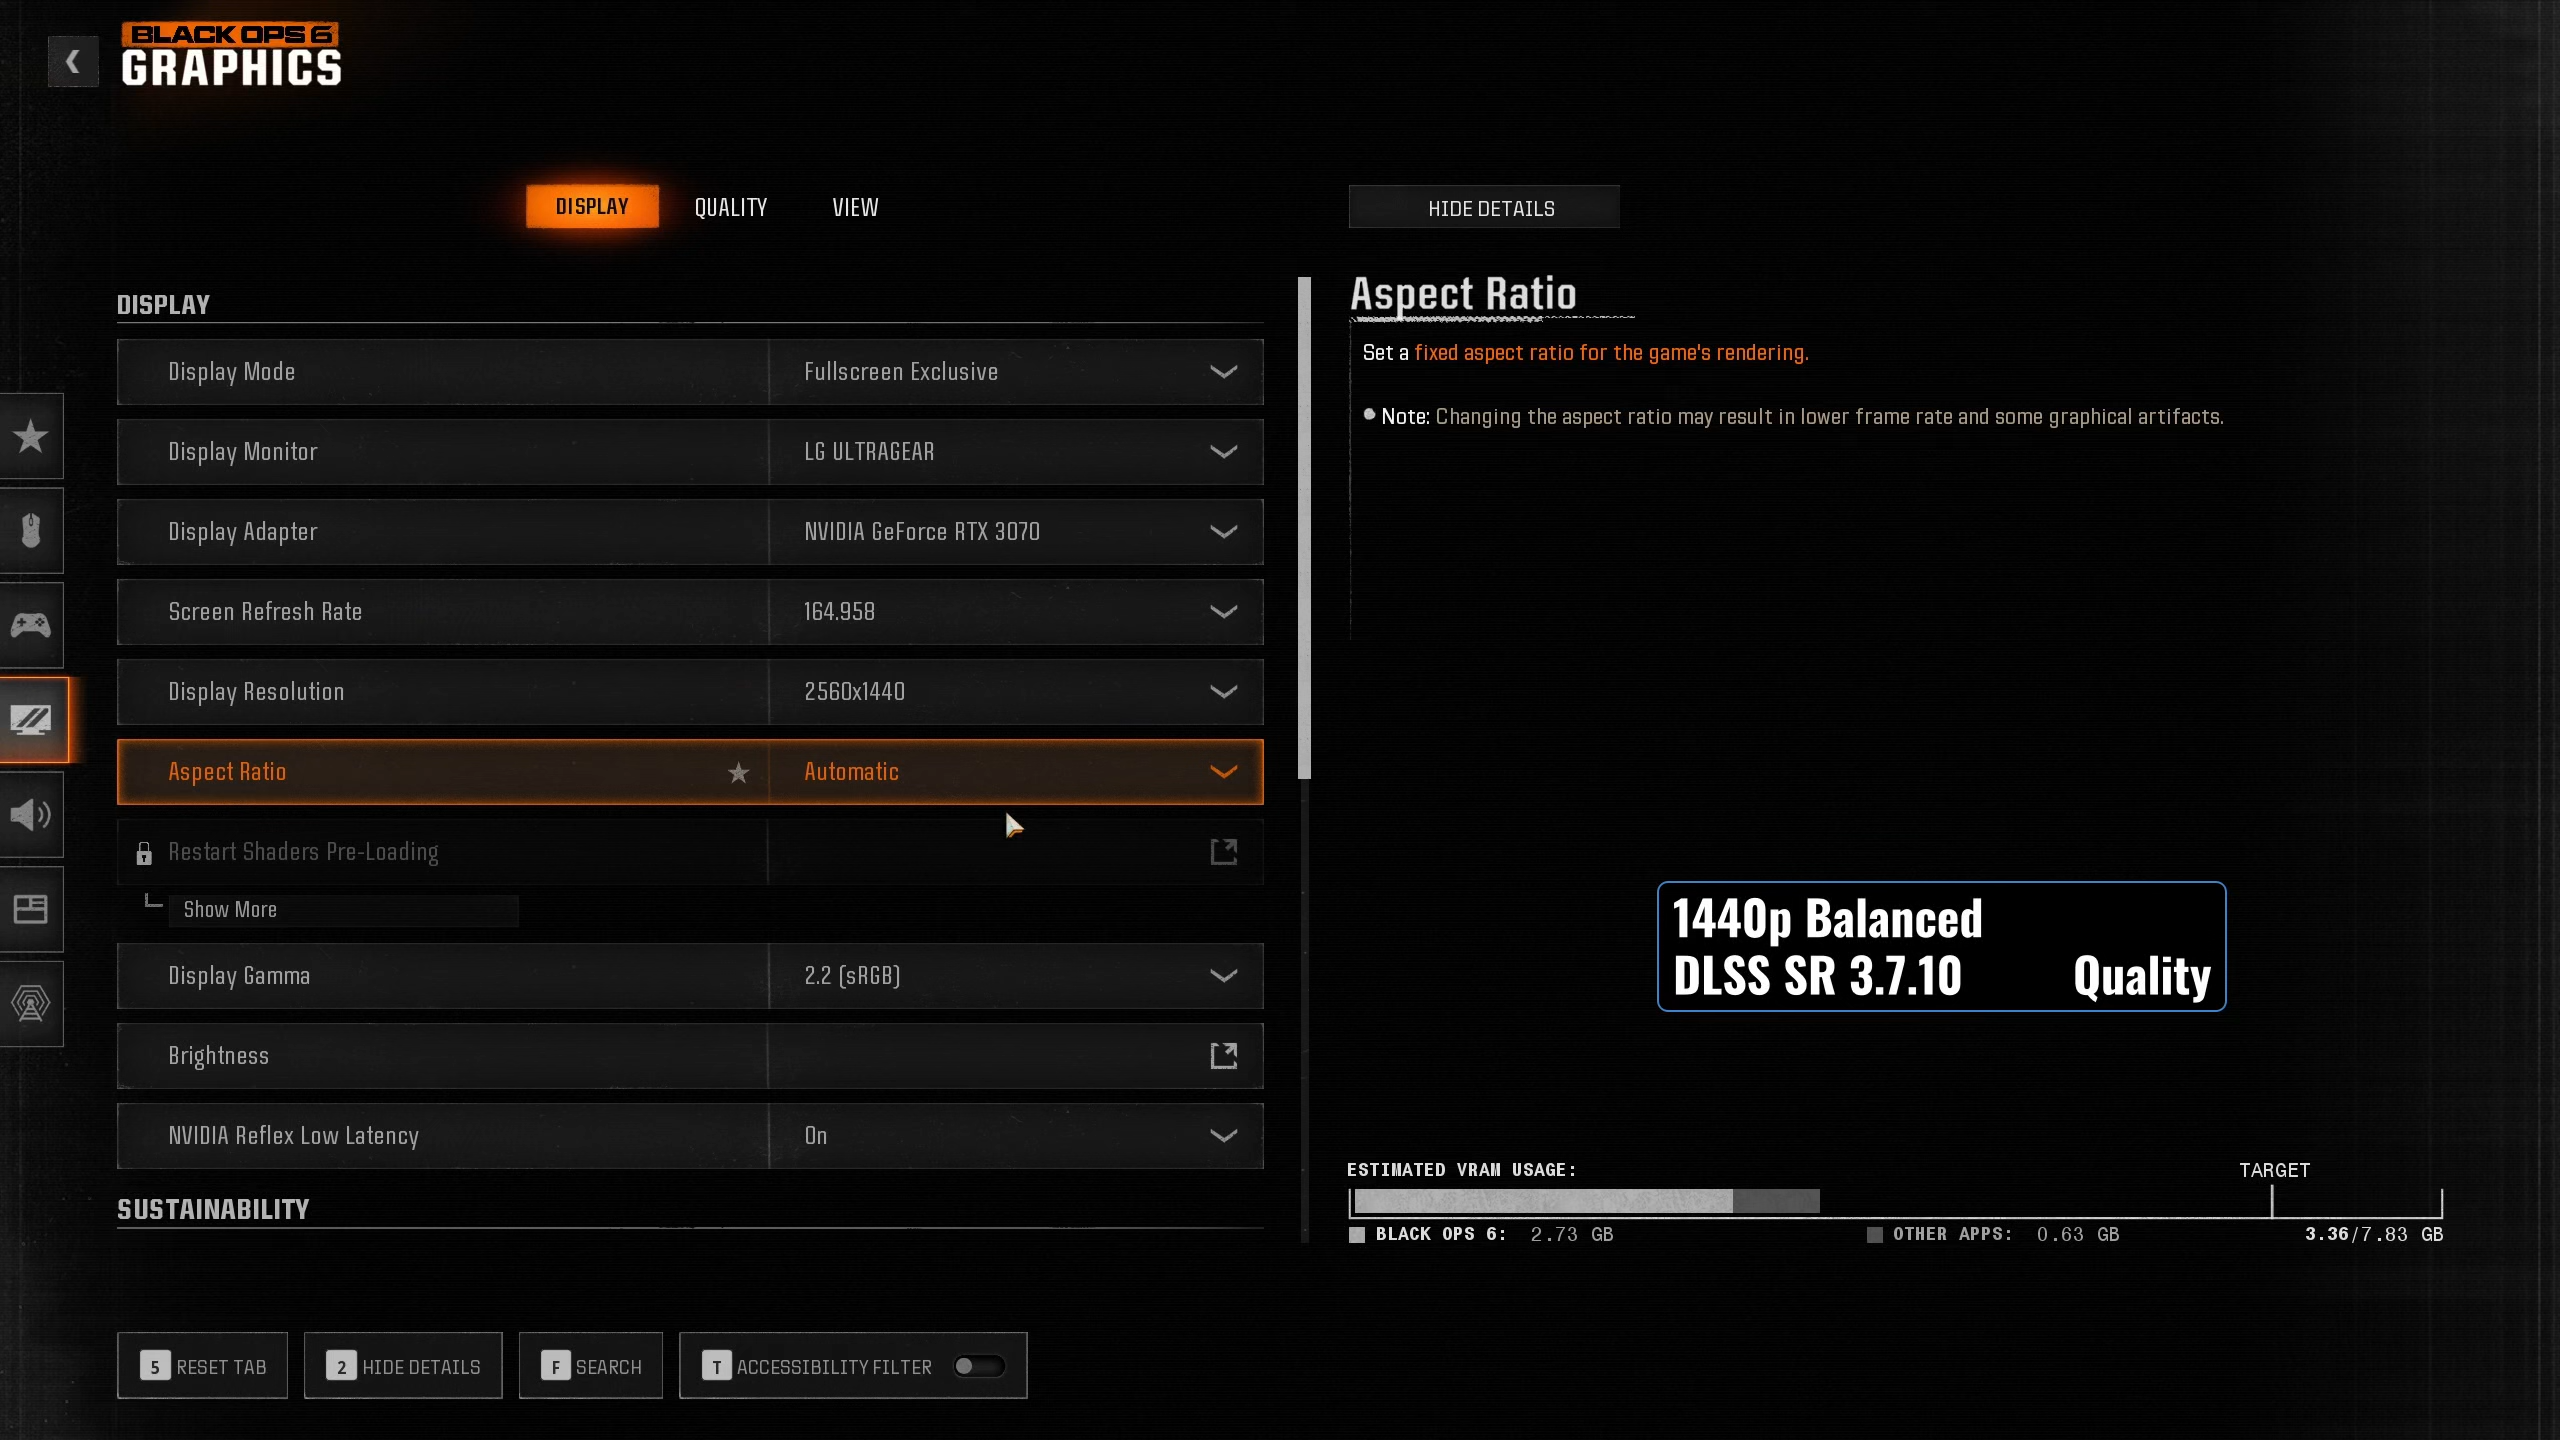 BLACK OPS 6
GRAPHICS
DISPLAY
QUALITY
VIEW
HIDE DETAILS
DISPLAY
Display Mode
Fullscreen Exclusive
Display Monitor
LG ULTRAGEAR
Display Adapter
NVIDIA GeForce RTX 3070
Screen Refresh Rate
164.958
Display Resolution
2560x1440
Aspect Ratio
Automatic
Restart Shaders Pre-Loading
Show More
Display Gamma
2.2 (sRGB)
Brightness
NVIDIA Reflex Low Latency
On
SUSTAINABILITY
Aspect Ratio
Set a fixed aspect ratio for the game's rendering.
Note: Changing the aspect ratio may result in lower frame rate and some graphical artifacts.
1440p Balanced
DLSS SR 3.7.10 Quality
ESTIMATED VRAM USAGE:
TARGET
BLACK OPS 6: 2.73 GB
OTHER APPS: 0.63 GB
3.36/7.83 GB
5 RESET TAB
2 HIDE DETAILS
F SEARCH
T ACCESSIBILITY FILTER